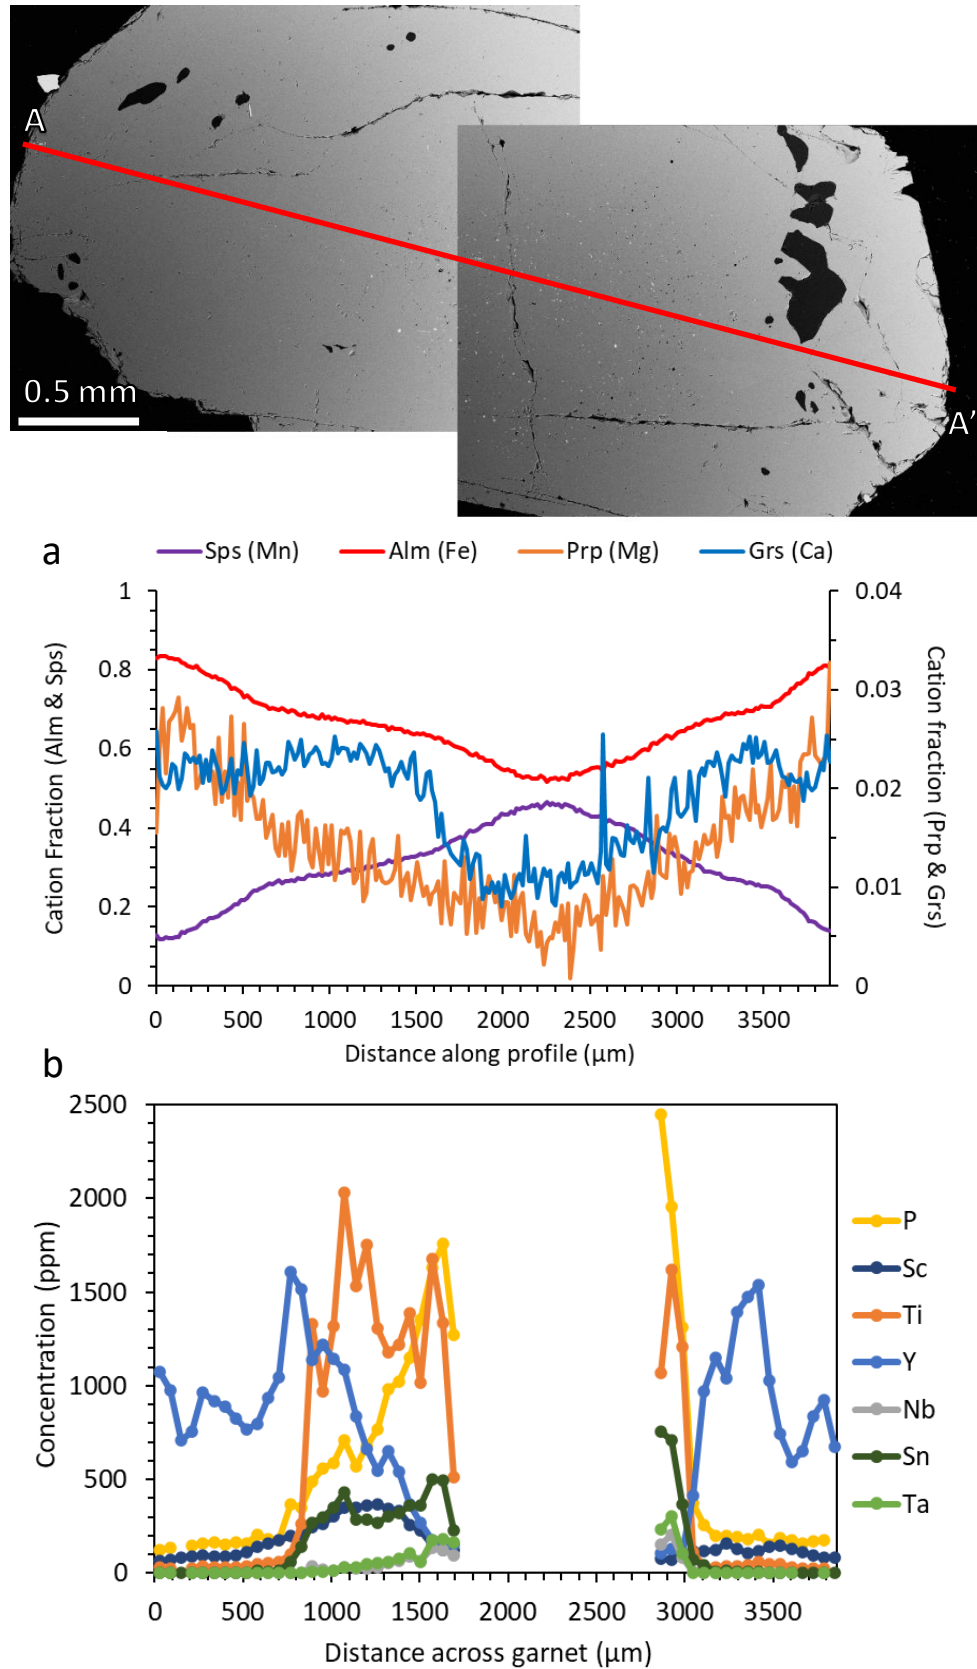 A
0.5 mm
A’
a
Sps (Mn) Alm (Fe) Prp (Mg) Grs (Ca)
Cation Fraction (Alm & Sps)
1
0.8
0.6
0.4
0.2
0
0.04
0.03
0.02
0.01
0
Cation fraction (Prp & Grs)
0 500 1000 1500 2000 2500 3000 3500
Distance along profile (µm)
b
Concentration (ppm)
2500
2000
1500
1000
500
0
P
Sc
Ti
Y
Nb
Sn
Ta
0 500 1000 1500 2000 2500 3000 3500
Distance across garnet (µm)